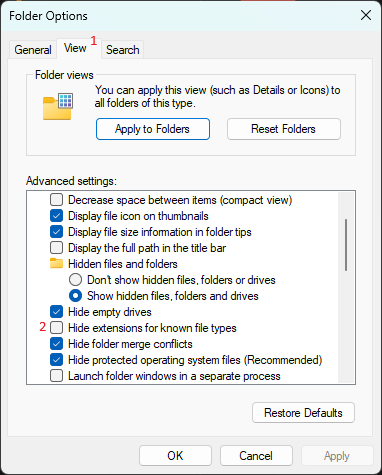 Folder Options
General
View 1
Search
Folder views
You can apply this view (such as Details or Icons) to
all folders of this type.
Apply to Folders
Reset Folders
Advanced settings:
Decrease space between items (compact view)
Display file icon on thumbnails
Display file size information in folder tips
Display the full path in the title bar
Hidden files and folders
Don't show hidden files, folders or drives
Show hidden files, folders and drives
Hide empty drives
2 Hide extensions for known file types
Hide folder merge conflicts
Hide protected operating system files (Recommended)
Launch folder windows in a separate process
Restore Defaults
OK
Cancel
Apply